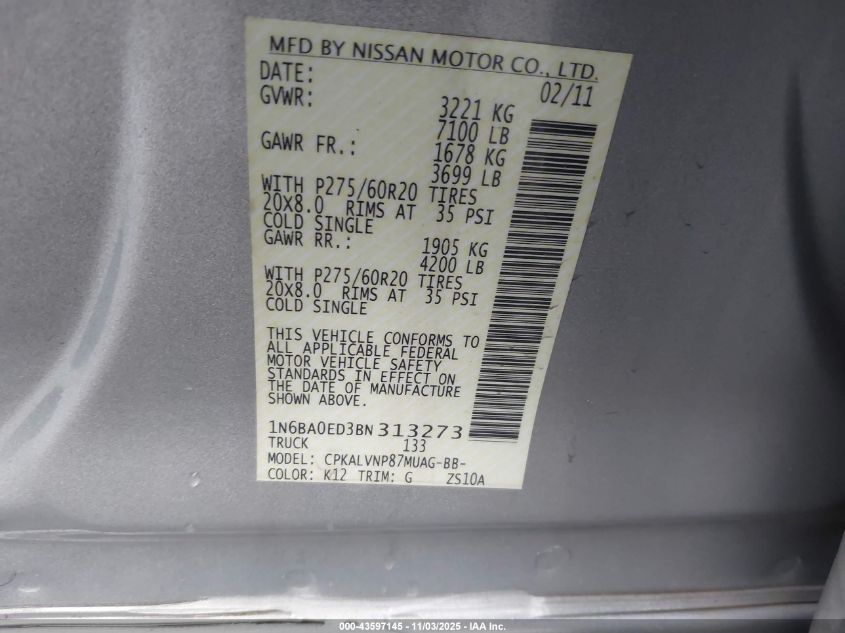 MFD BY NISSAN MOTOR CO., LTD.
DATE: 02/11
GVWR: 3221 KG
7100 LB
GAWR FR.: 1678 KG
3699 LB
WITH P275/60R20 TIRES
20X8.0 RIMS AT 35 PSI
COLD SINGLE
GAWR RR.: 1905 KG
4200 LB
WITH P275/60R20 TIRES
20X8.0 RIMS AT 35 PSI
COLD SINGLE
THIS VEHICLE CONFORMS TO
ALL APPLICABLE FEDERAL
MOTOR VEHICLE SAFETY
STANDARDS IN EFFECT ON
THE DATE OF MANUFACTURE
SHOWN ABOVE.
1N6BA0ED3BN 313273
TRUCK 133
MODEL: CPKALVNP87MUAG-BB-
COLOR: K12 TRIM: G ZS10A
000-43597145 - 11/03/2025 - IAA Inc.